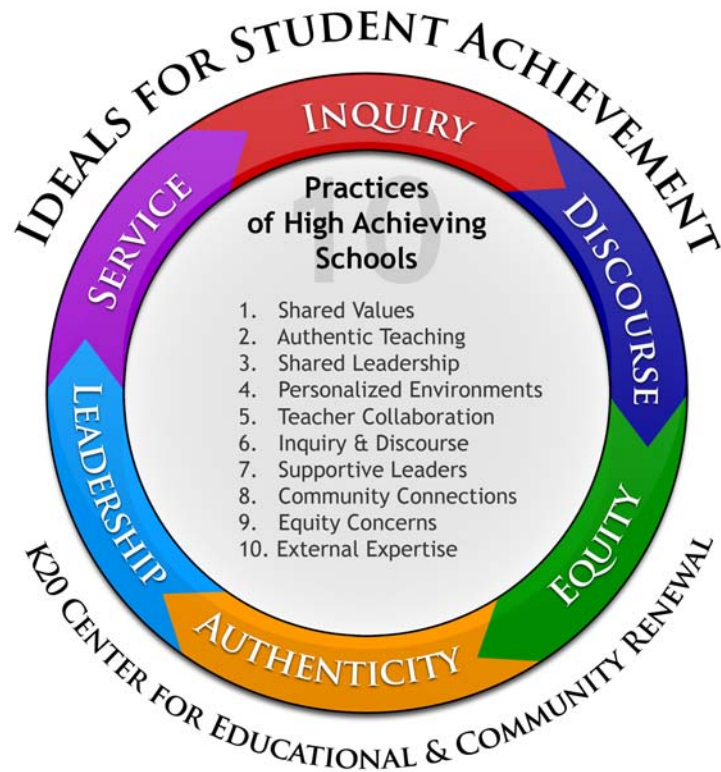 IDEALS FOR STUDENT ACHIEVEMENT
INQUIRY
DISCOURSE
EQUITY
AUTHENTICITY
LEADERSHIP
SERVICE
10
Practices
of High Achieving
Schools
1. Shared Values
2. Authentic Teaching
3. Shared Leadership
4. Personalized Environments
5. Teacher Collaboration
6. Inquiry & Discourse
7. Supportive Leaders
8. Community Connections
9. Equity Concerns
10. External Expertise
K20 CENTER FOR EDUCATIONAL & COMMUNITY RENEWAL